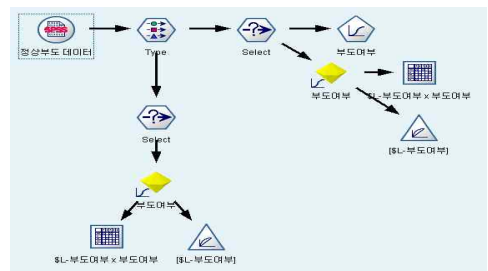 SPSS
정상부도 데이터
Type
Select
부도여부
부도여부
$L-부도여부 x 부도여부
[$L-부도여부]
Select
부도여부
$L-부도여부 x 부도여부
[$L-부도여부]